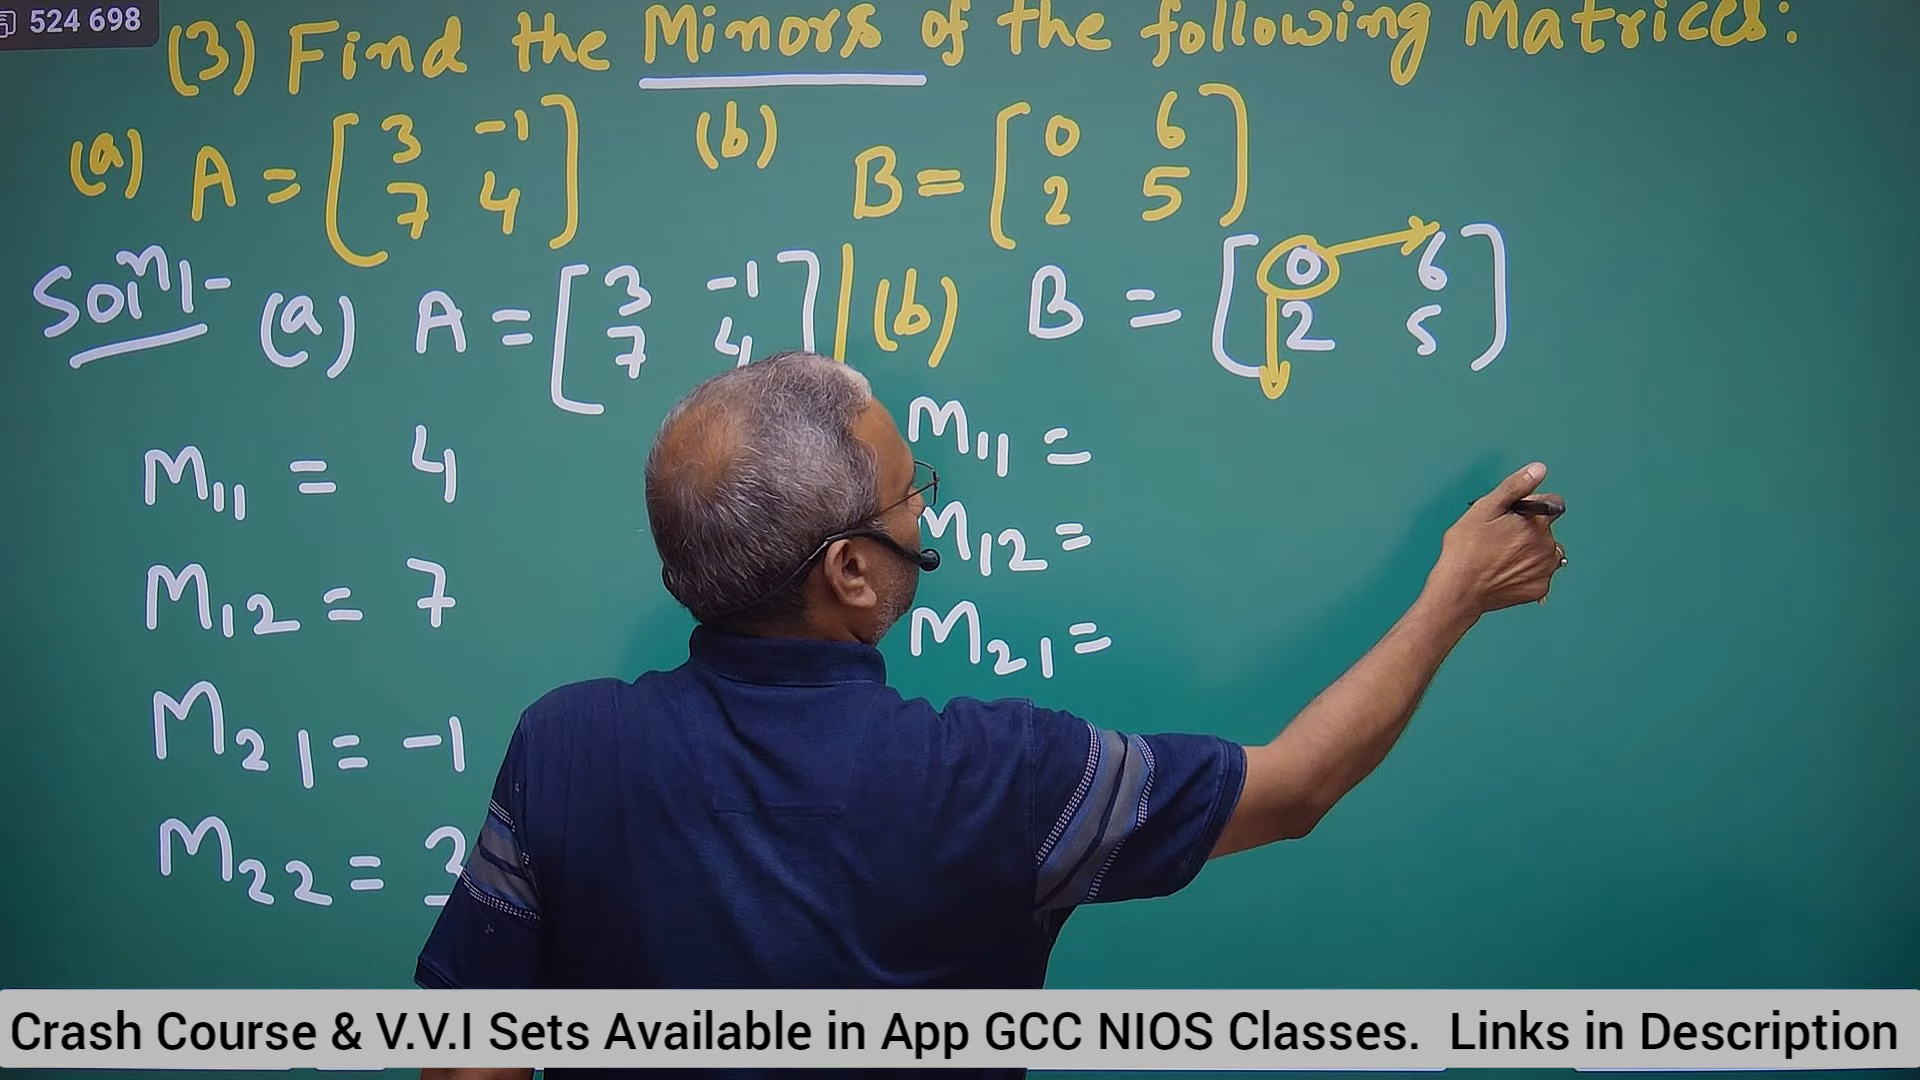 524 698
(3) Find the Minors of the following Matrices:
(a) A = [3 -1
7 4]
(b) B = [0 6
2 5]
Soln- (a) A = [3 -1
7 4]
M11 = 4
M12 = 7
M21 = -1
M22 = 3
(b) B = [0 6
2 5]
M11 =
M12 =
M21 =
Crash Course & V.V.I Sets Available in App GCC NIOS Classes. Links in Description